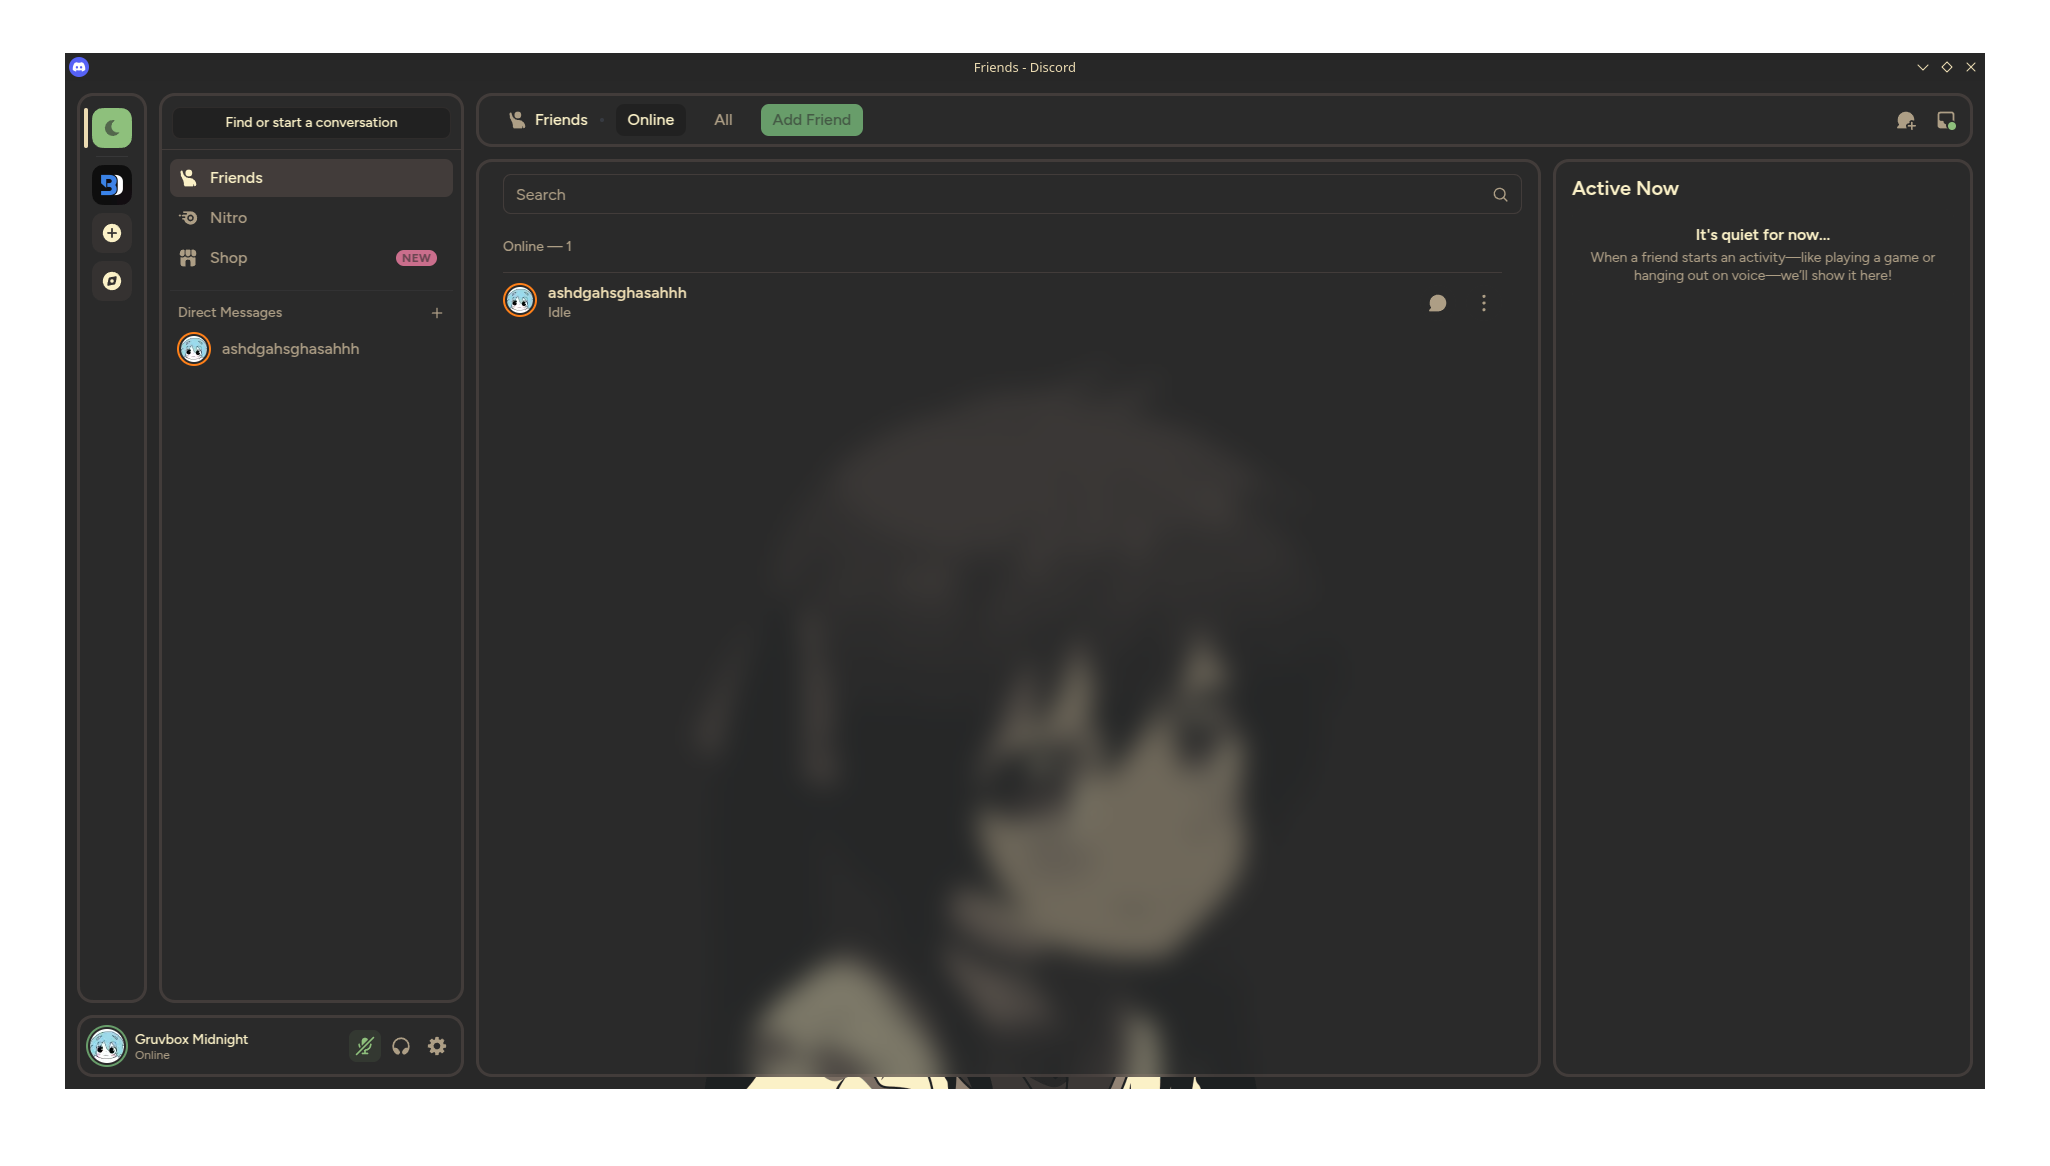 Friends - Discord
Find or start a conversation
Friends
Nitro
Shop
NEW
Direct Messages
ashdgahsghasahhh
Gruvbox Midnight
Online
Friends
Online
All
Add Friend
Search
Online — 1
ashdgahsghasahhh
Idle
Active Now
It's quiet for now...
When a friend starts an activity—like playing a game or
hanging out on voice—we'll show it here!